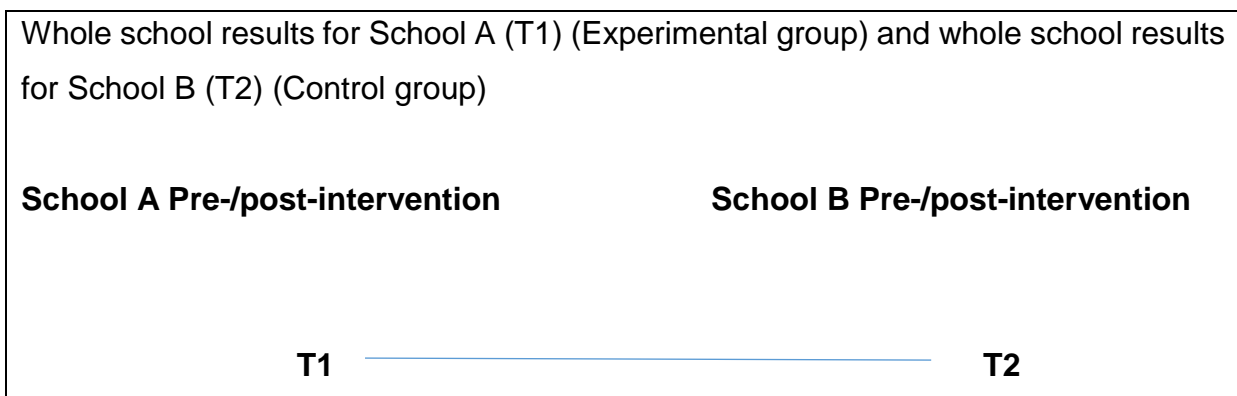 Whole school results for School A (T1) (Experimental group) and whole school results
for School B (T2) (Control group)
School A Pre-/post-intervention School B Pre-/post-intervention
T1 T2